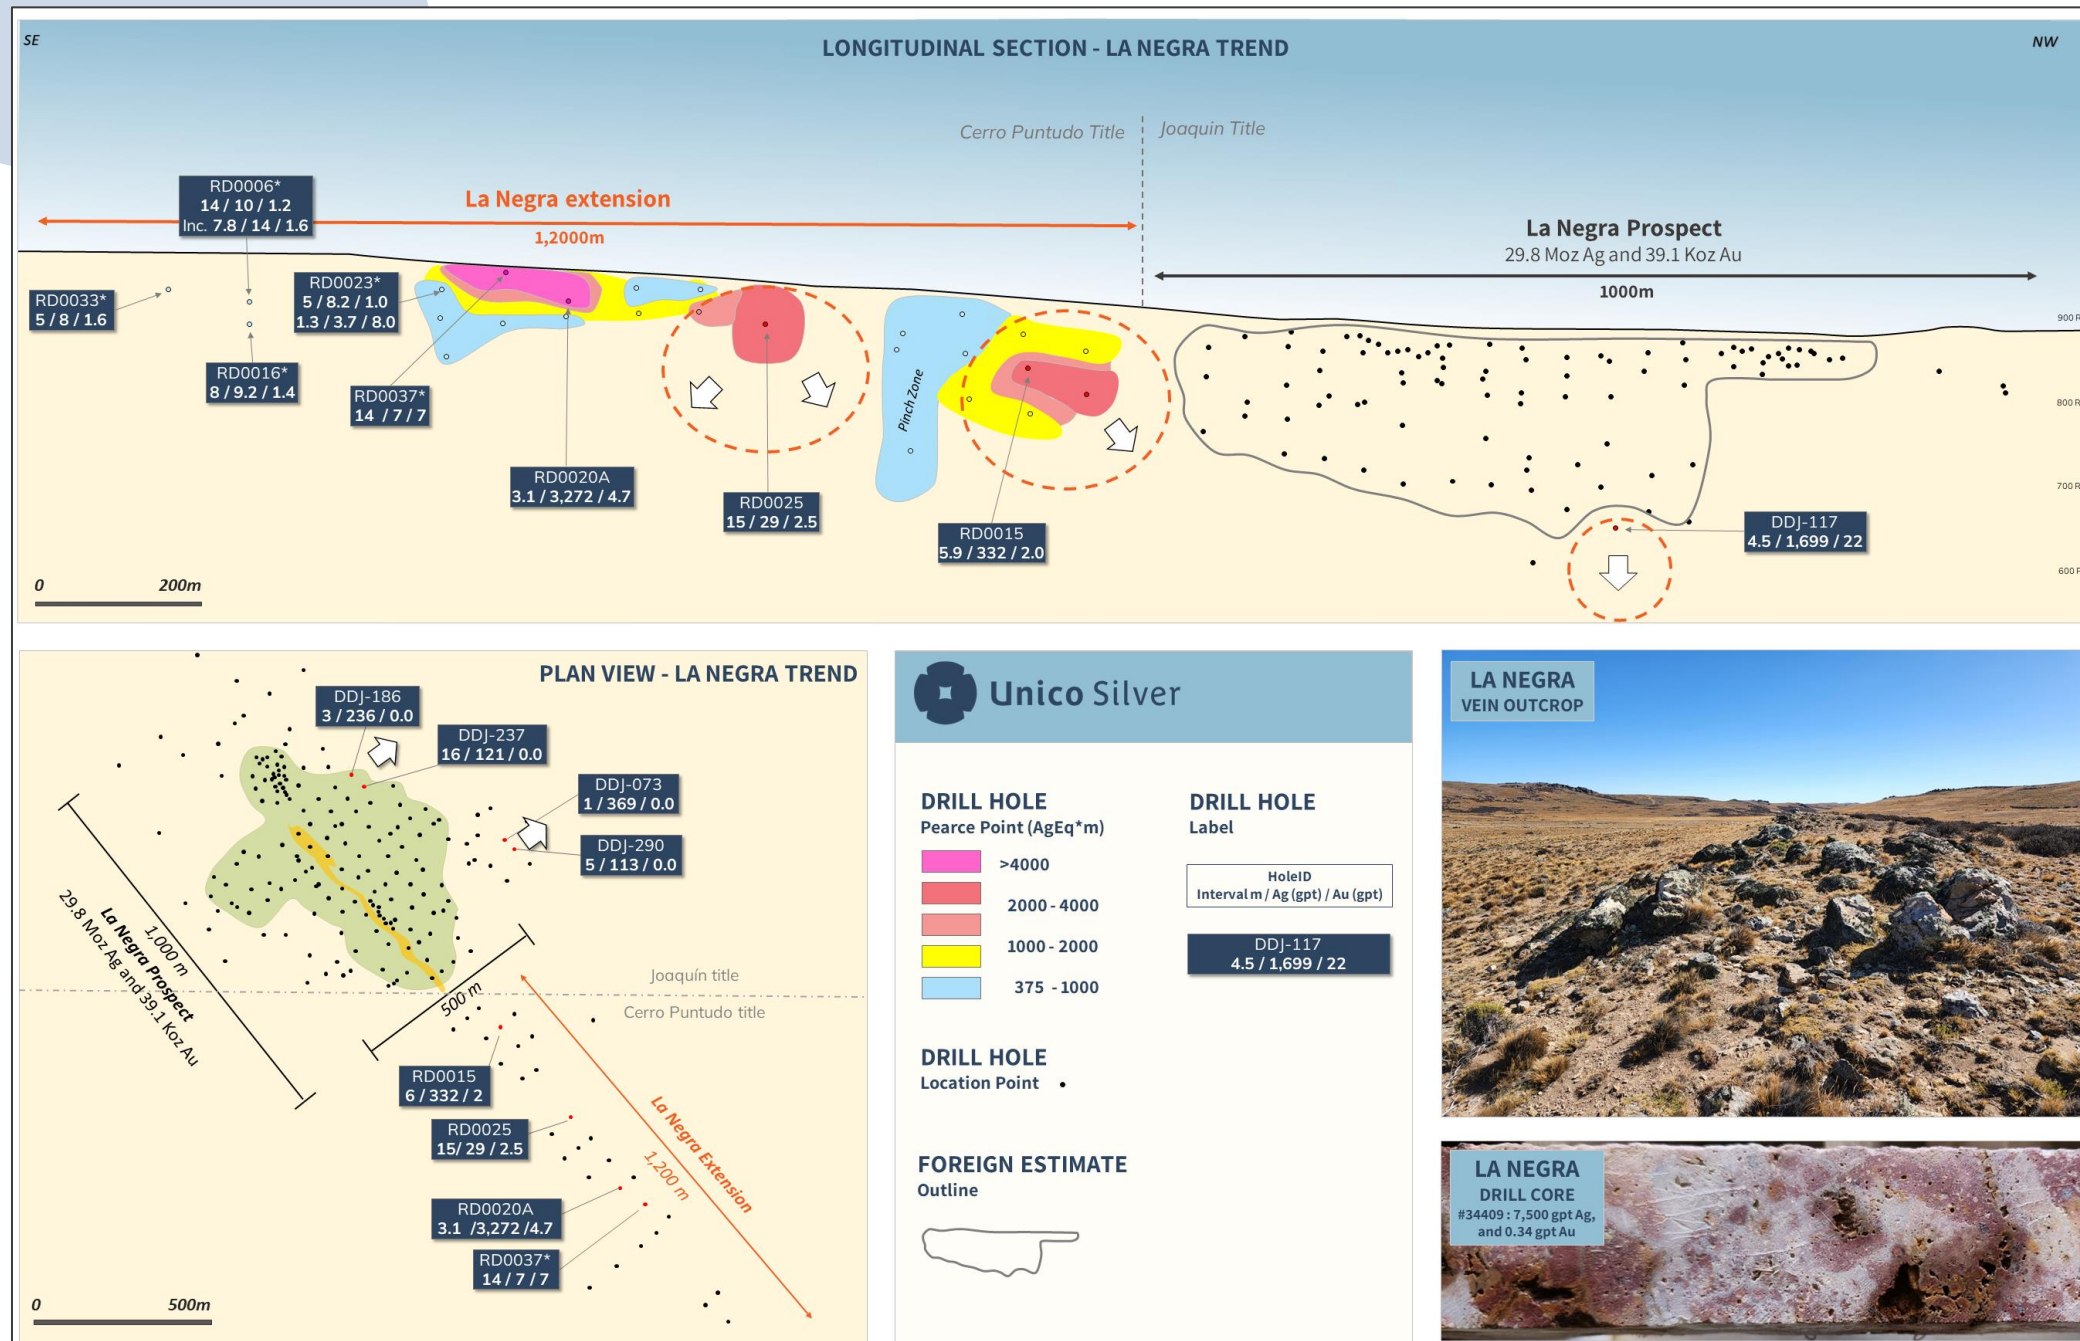 SE
LONGITUDINAL SECTION - LA NEGRA TREND
NW
Cerro Puntudo Title
Joaquin Title
RD0006*
14 / 10 / 1.2
Inc. 7.8 / 14 / 1.6
La Negra extension
1,2000m
La Negra Prospect
29.8 Moz Ag and 39.1 Koz Au
1000m
RD0033*
5 / 8 / 1.6
RD0023*
5 / 8.2 / 1.0
1.3 / 3.7 / 8.0
RD0016*
8 / 9.2 / 1.4
RD0037*
14 / 7 / 7
Pinch Zone
RD0020A
3.1 / 3,272 / 4.7
RD0025
15 / 29 / 2.5
RD0015
5.9 / 332 / 2.0
DDJ-117
4.5 / 1,699 / 22
900 R
800 R
700 R
600 R
0 200m
PLAN VIEW - LA NEGRA TREND
DDJ-186
3 / 236 / 0.0
DDJ-237
16 / 121 / 0.0
DDJ-073
1 / 369 / 0.0
DDJ-290
5 / 113 / 0.0
1,000 m
La Negra Prospect
29.8 Moz Ag and 39.1 Koz Au
500 m
Joaquín title
Cerro Puntudo title
RD0015
6 / 332 / 2
RD0025
15/ 29 / 2.5
La Negra Extension
1,200 m
RD0020A
3.1 /3,272 /4.7
RD0037*
14 / 7 / 7
0 500m
Unico Silver
DRILL HOLE
Pearce Point (AgEq*m)
>4000
2000 - 4000
1000 - 2000
375 - 1000
DRILL HOLE
Label
HoleID
Interval m / Ag (gpt) / Au (gpt)
DDJ-117
4.5 / 1,699 / 22
DRILL HOLE
Location Point
FOREIGN ESTIMATE
Outline
LA NEGRA
VEIN OUTCROP
LA NEGRA
DRILL CORE
#34409 : 7,500 gpt Ag,
and 0.34 gpt Au